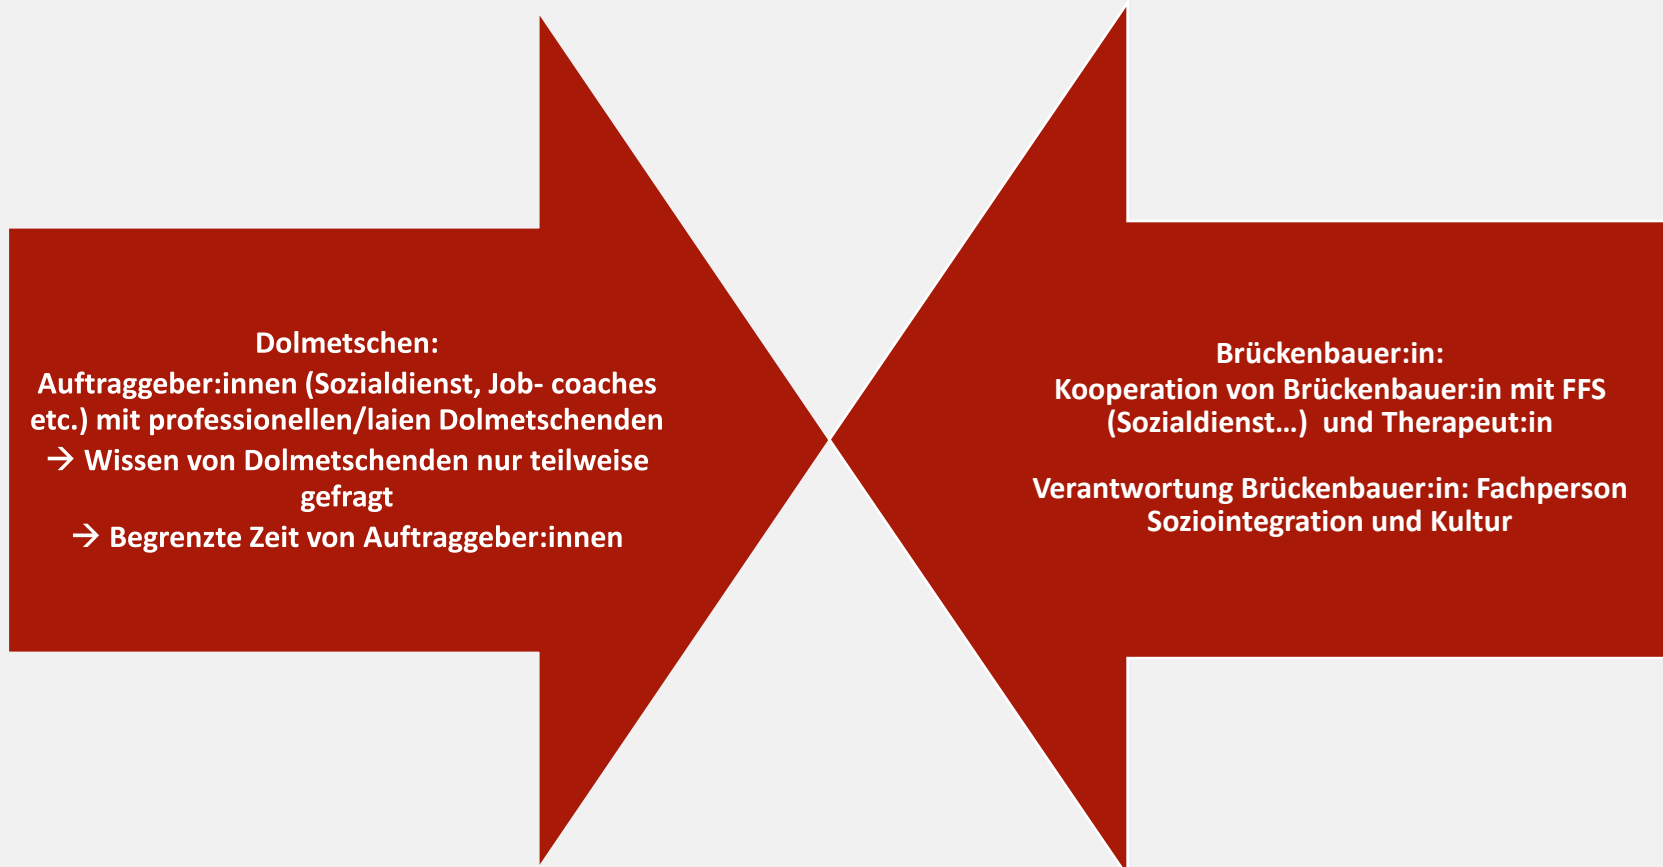 Dolmetschen:
Auftraggeber:innen (Sozialdienst, Job- coaches
etc.) mit professionellen/laien Dolmetschenden
→ Wissen von Dolmetschenden nur teilweise
gefragt
→ Begrenzte Zeit von Auftraggeber:innen
Brückenbauer:in:
Kooperation von Brückenbauer:in mit FFS
(Sozialdienst...) und Therapeut:in
Verantwortung Brückenbauer:in: Fachperson
Soziointegration und Kultur